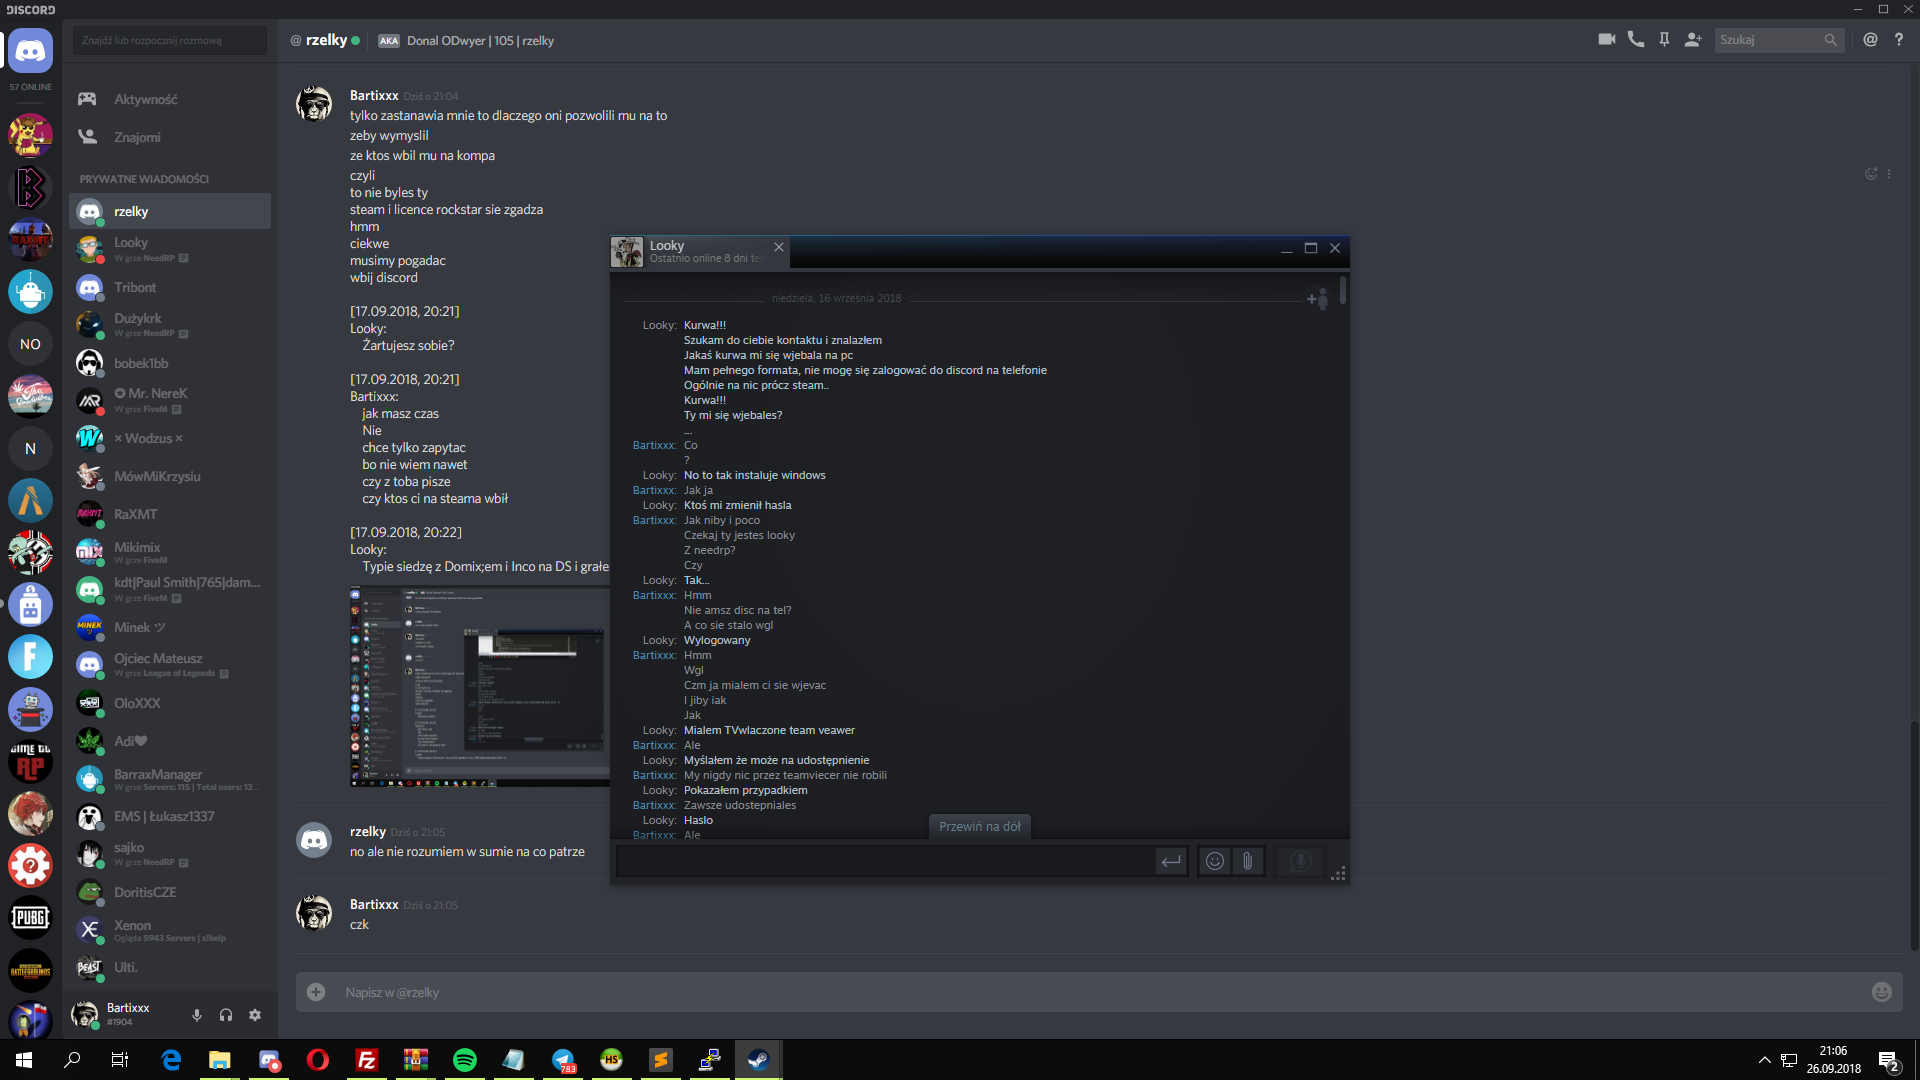 DISCORD
Znajdź lub rozpocznij rozmowę
@ rzelky
AKA Donal ODwyer | 105 | rzelky
Szukaj
57 ONLINE
NO
N
Aktywność
Znajomi
PRYWATNE WIADOMOŚCI
rzelky
Looky
W grze NeedRP
Tribont
Dużykrk
W grze NeedRP
bobek1bb
✪ Mr. NereK
W grze FiveM
× Wodzus ×
MówMiKrzysiu
RaXMT
Mikimix
W grze FiveM
kdt|Paul Smith|765|dam...
W grze FiveM
Minek ツ
Ojciec Mateusz
W grze League of Legends
OloXXX
Adi🖤
BarraxManager
W grze Servers: 115 | Total users: 13...
EMS | Łukasz1337
sajko
W grze NeedRP
DoritisCZE
Xenon
Ogląda 5943 Servers | x!help
Ulti.
Bartixxx
#1904
Bartixxx Dziś o 21:04
tylko zastanawia mnie to dlaczego oni pozwolili mu na to
zeby wymyslil
ze ktos wbil mu na kompa
czyli
to nie byles ty
steam i licence rockstar sie zgadza
hmm
ciekwe
musimy pogadac
wbij discord
[17.09.2018, 20:21]
Looky:
Żartujesz sobie?
[17.09.2018, 20:21]
Bartixxx:
jak masz czas
Nie
chce tylko zapytac
bo nie wiem nawet
czy z toba pisze
czy ktos ci na steama wbił
[17.09.2018, 20:22]
Looky:
Typie siedzę z Domix;em i Inco na DS i grałe
rzelky Dziś o 21:05
no ale nie rozumiem w sumie na co patrze
Bartixxx Dziś o 21:05
czk
Napisz w @rzelky
Looky
Ostatnio online 8 dni te
niedziela, 16 września 2018
Looky: Kurwa!!!
Szukam do ciebie kontaktu i znalazłem
Jakaś kurwa mi się wjebala na pc
Mam pełnego formata, nie mogę się zalogować do discord na telefonie
Ogólnie na nic prócz steam..
Kurwa!!!
Ty mi się wjebales?
...
Bartixxx: Co
?
Looky: No to tak instaluje windows
Bartixxx: Jak ja
Looky: Ktoś mi zmienił hasla
Bartixxx: Jak niby i poco
Czekaj ty jestes looky
Z needrp?
Czy
Looky: Tak...
Bartixxx: Hmm
Nie amsz disc na tel?
A co sie stalo wgl
Looky: Wylogowany
Bartixxx: Hmm
Wgl
Czm ja mialem ci sie wjevac
I jiby iak
Jak
Looky: Mialem TVwlaczone team veawer
Bartixxx: Ale
Looky: Myślałem że może na udostępnienie
Bartixxx: My nigdy nic przez teamviecer nie robili
Looky: Pokazałem przypadkiem
Bartixxx: Zawsze udostepniales
Looky: Haslo
Bartixxx: Ale
Przewiń na dół
RAXMT
MINEK
BEAST
RP
PUBG
783
HS
21:06
26.09.2018
2